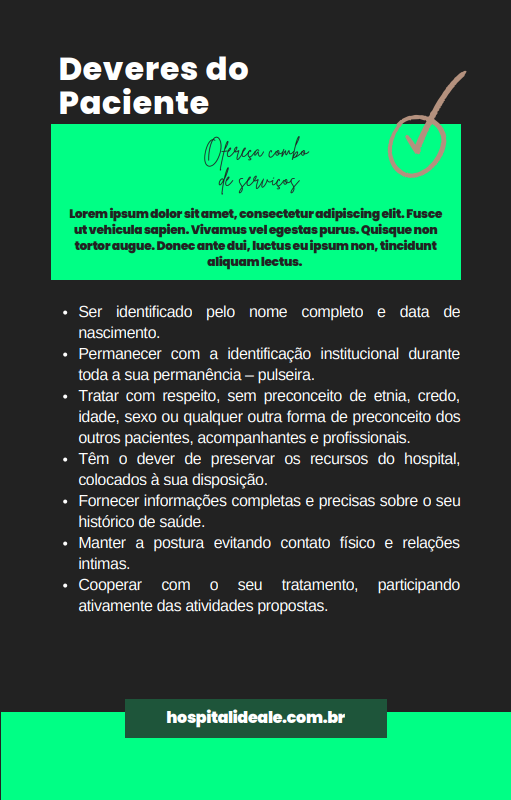 Deveres do
Paciente
Ofereça combo
de serviços
Lorem ipsum dolor sit amet, consectetur adipiscing elit. Fusce
ut vehicula sapien. Vivamus vel egestas purus. Quisque non
tortor augue. Donec ante dui, luctus eu ipsum non, tincidunt
aliquam lectus.
• Ser identificado pelo nome completo e data de
nascimento.
• Permanecer com a identificação institucional durante
toda a sua permanência – pulseira.
• Tratar com respeito, sem preconceito de etnia, credo,
idade, sexo ou qualquer outra forma de preconceito dos
outros pacientes, acompanhantes e profissionais.
• Têm o dever de preservar os recursos do hospital,
colocados à sua disposição.
• Fornecer informações completas e precisas sobre o seu
histórico de saúde.
• Manter a postura evitando contato físico e relações
intimas.
• Cooperar com o seu tratamento, participando
ativamente das atividades propostas.
hospitalideale.com.br